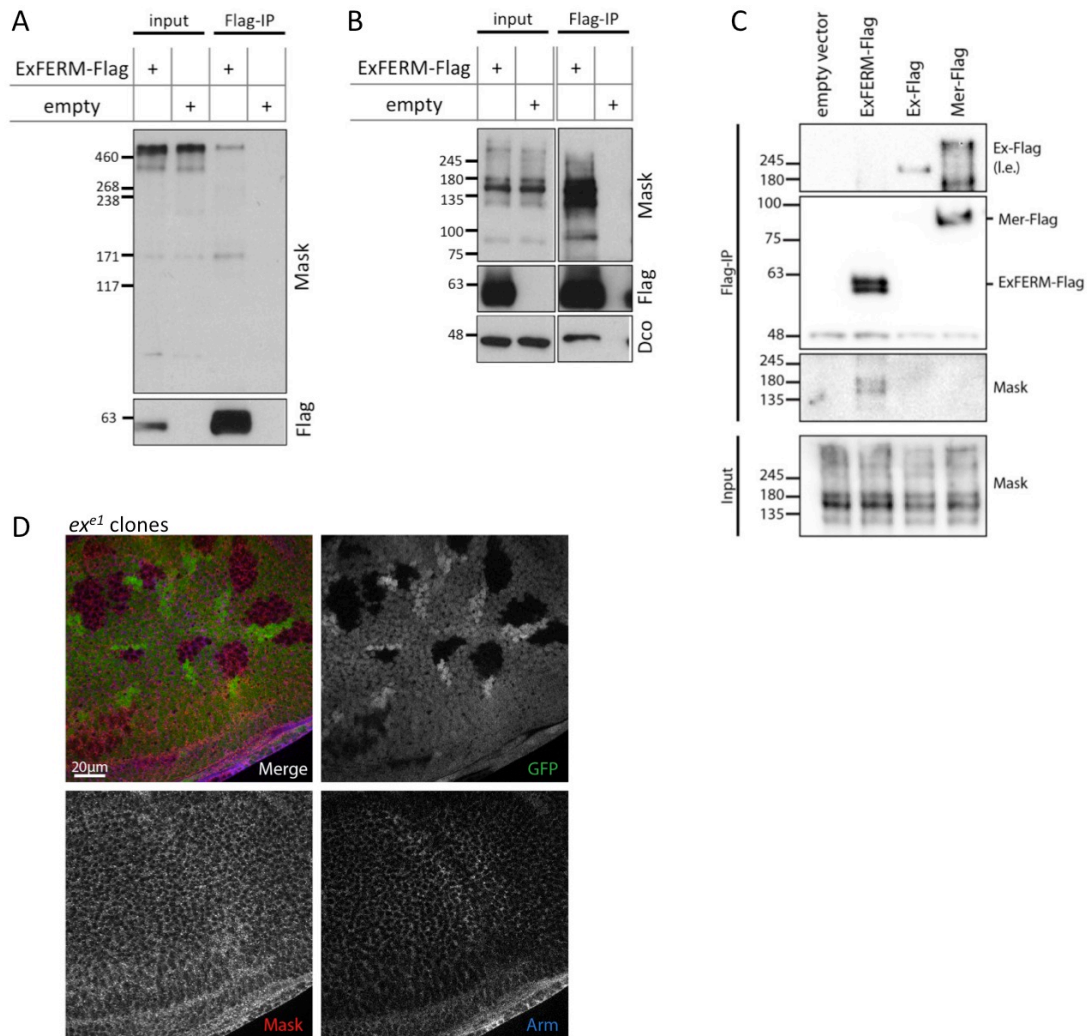 A
input Flag-IP
ExFERM-Flag + +
empty + +
460
268
238
171
117
Mask
63
Flag
B
input Flag-IP
ExFERM-Flag + +
empty + +
245
180
135
100
75
Mask
63
Flag
48
Dco
C
empty vector
ExFERM-Flag
Ex-Flag
Mer-Flag
Flag-IP
245
180
Ex-Flag
(l.e.)
100
75
63
48
Mer-Flag
ExFERM-Flag
245
180
135
Mask
Input
245
180
135
Mask
D
ex^e1 clones
20µm
Merge
GFP
Mask
Arm